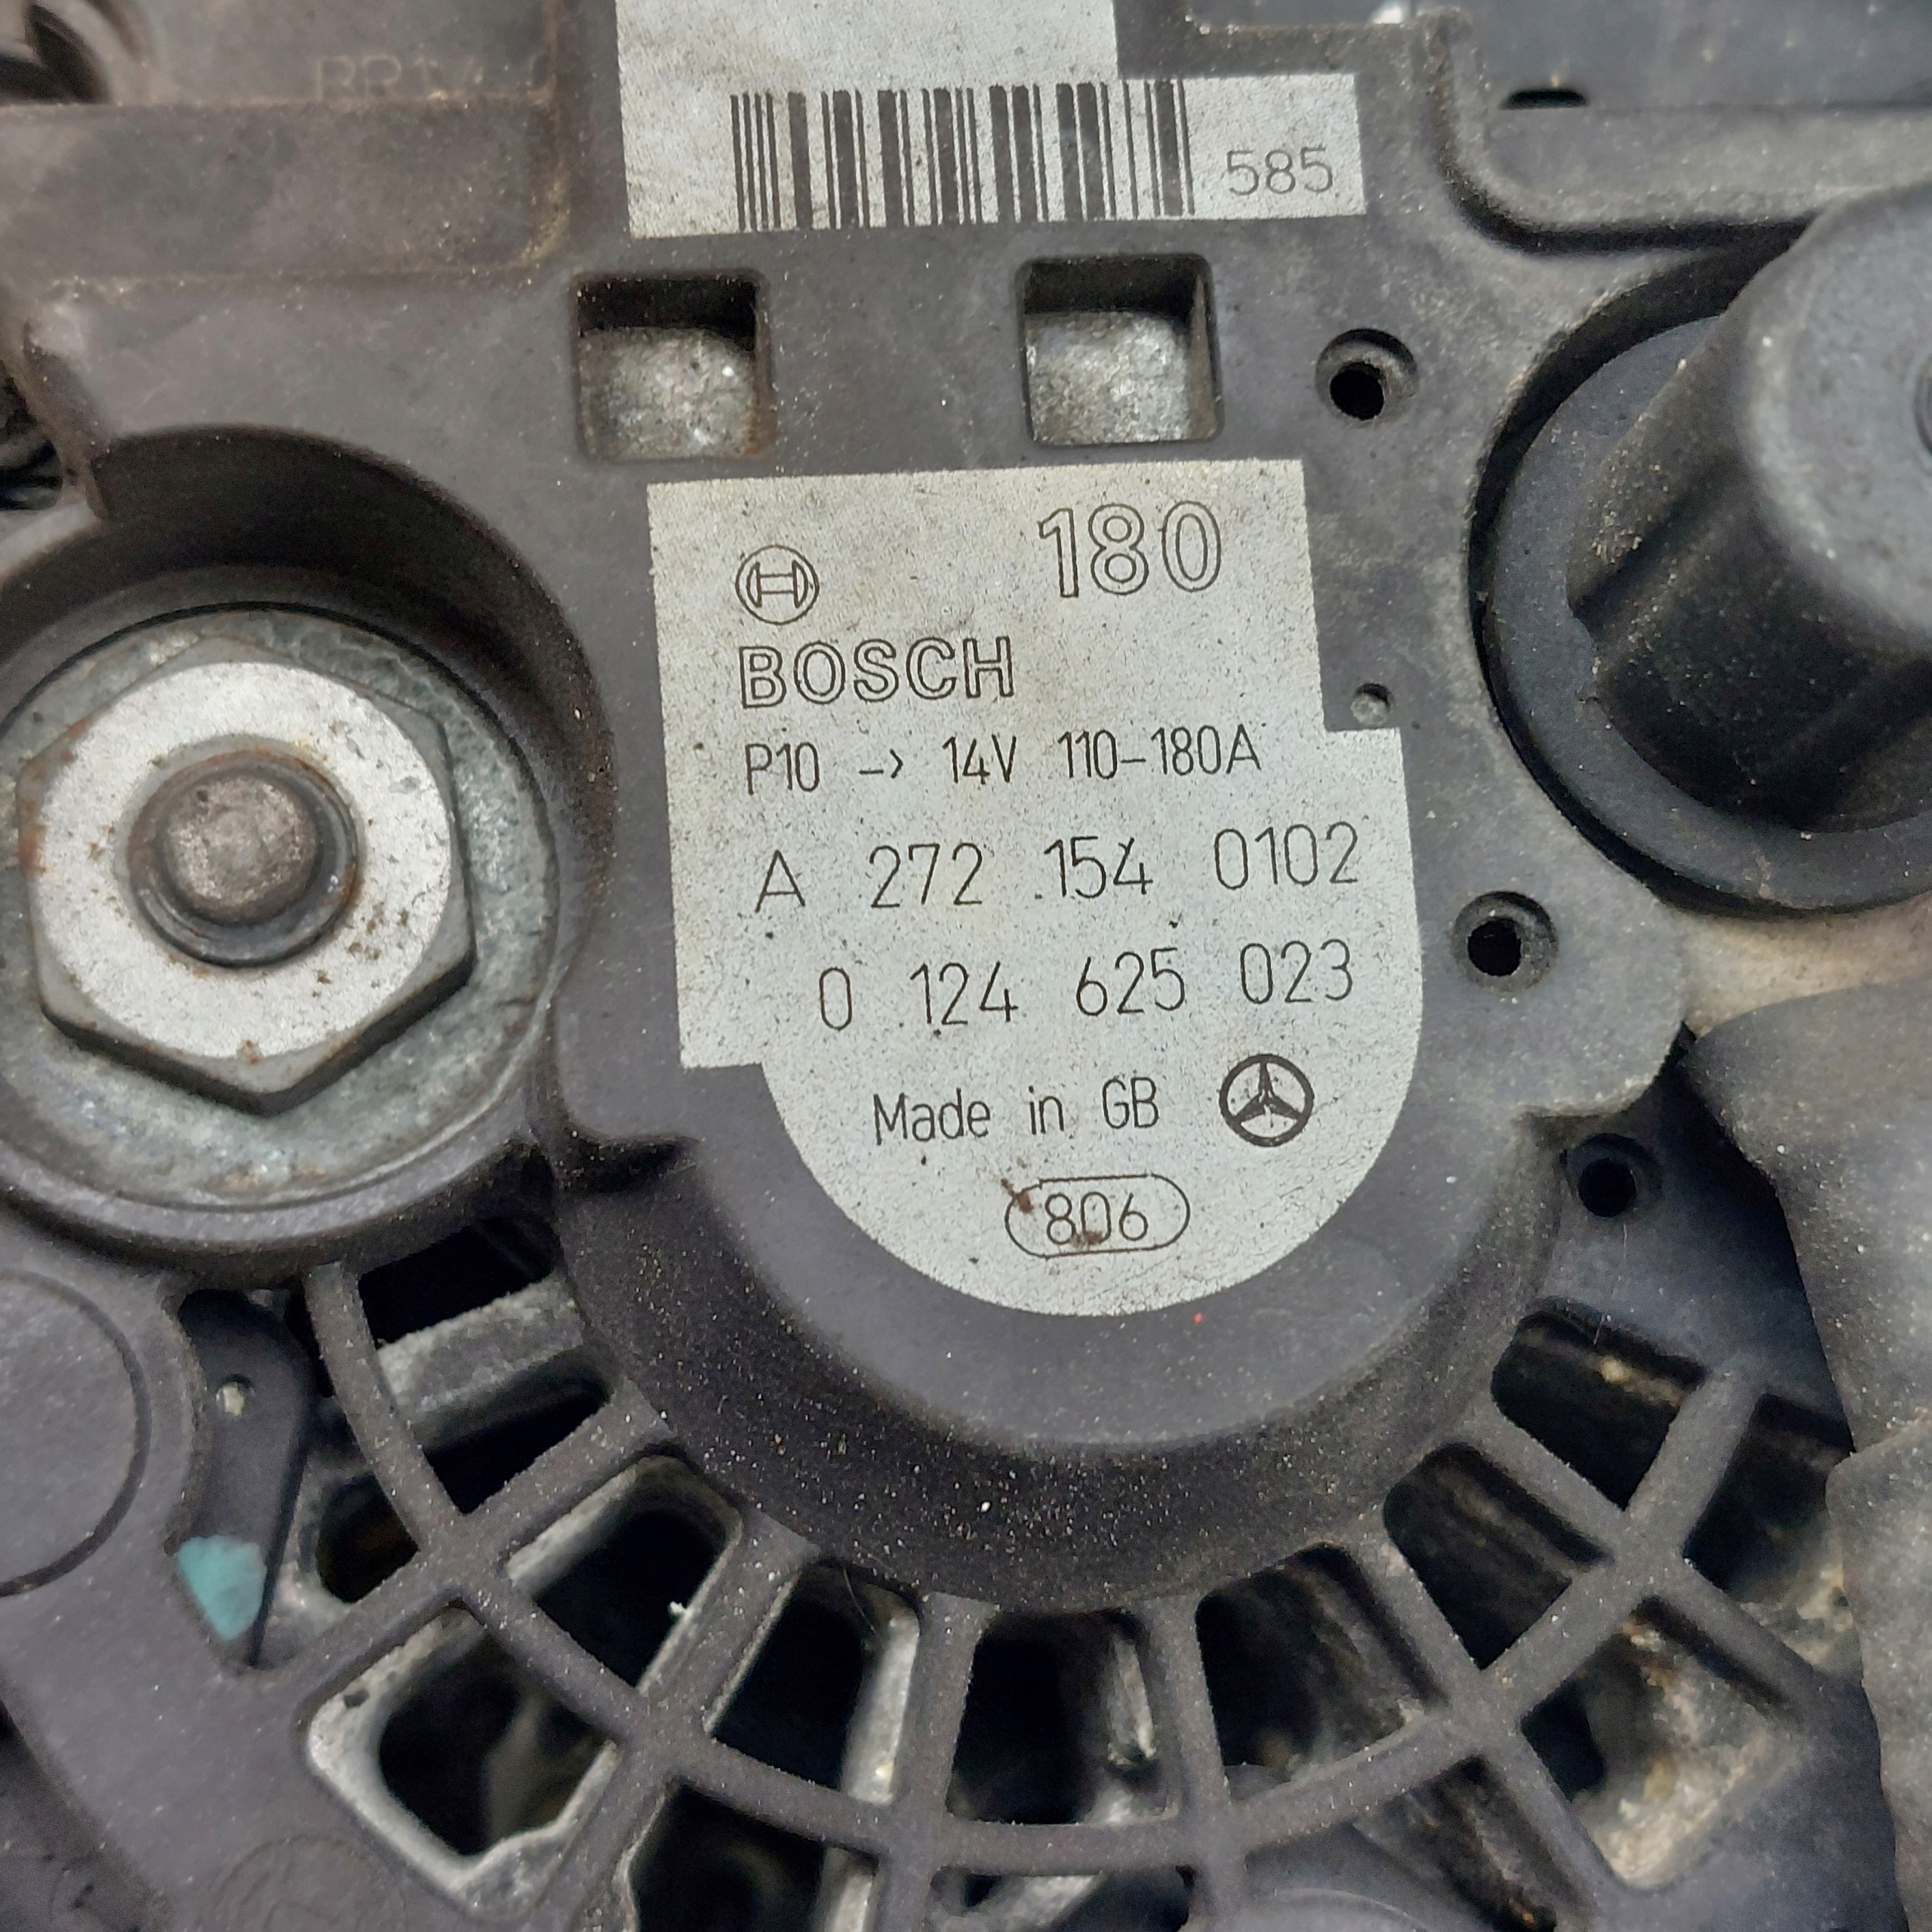 585
180
BOSCH
P10 -> 14V 110-180A
A 272 154 0102
0 124 625 023
Made in GB
806